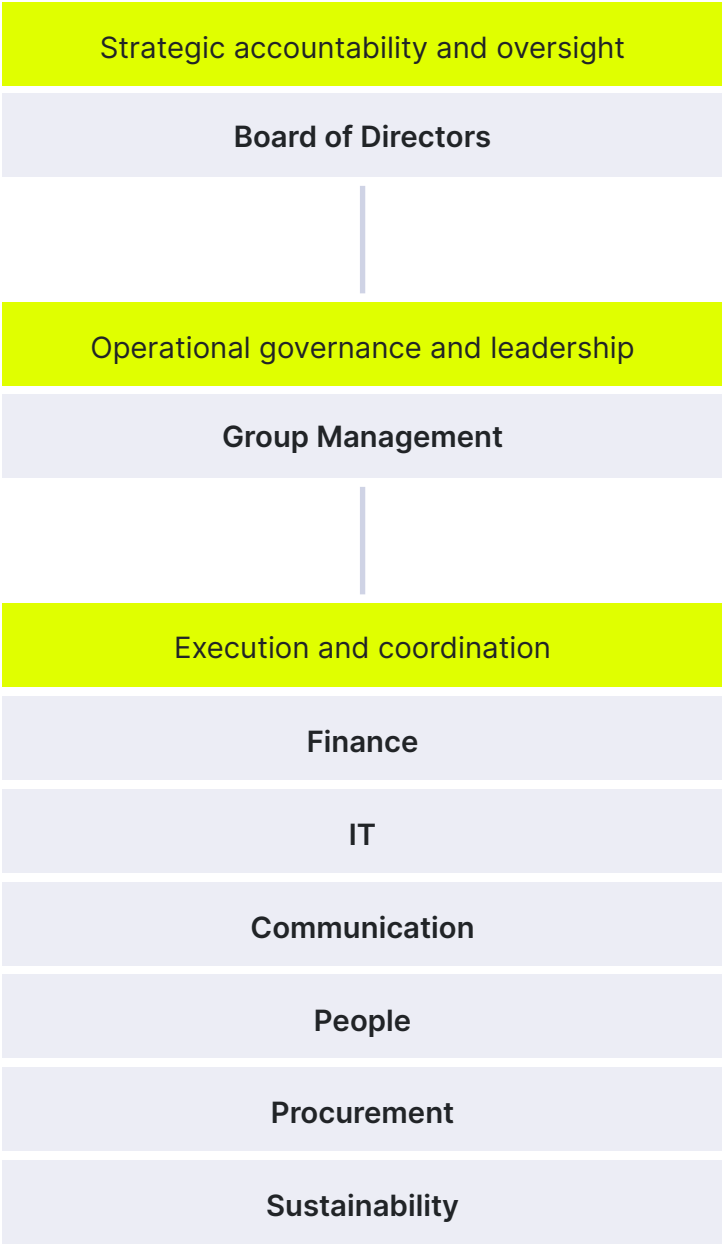 Strategic accountability and oversight
Board of Directors
Operational governance and leadership
Group Management
Execution and coordination
Finance
IT
Communication
People
Procurement
Sustainability